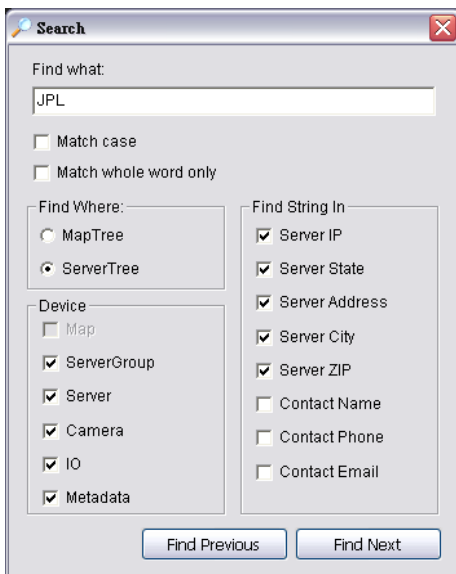 Search
Find what:
JPL
Match case
Match whole word only
Find Where:
MapTree
ServerTree
Device
Map
ServerGroup
Server
Camera
IO
Metadata
Find String In
Server IP
Server State
Server Address
Server City
Server ZIP
Contact Name
Contact Phone
Contact Email
Find Previous
Find Next